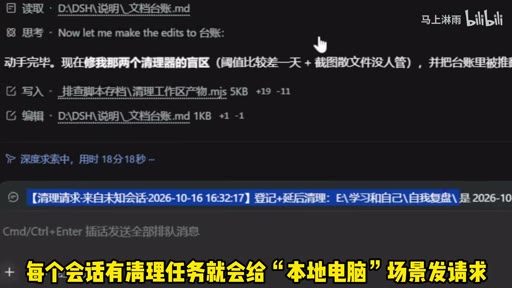 读取 D:\DSH\说明\_文档台账.md
马上淋雨 bilibili
思考 · Now let me make the edits to 台账:
动手完毕。现在修我那两个清理器的盲区（阈值比较差一天 + 截图散文件没人管），并把台账里被推翻
写入 _排查脚本存档\清理工作区产物.mjs 5KB +19 -11
编辑 · D:\DSH\说明\_文档台账.md 1KB +1 -1
深度求索中，用时 18分18秒
【清理请求·来自未知会话·2026-10-16 16:32:17】登记+延后清理：E:\学习和自己\自我复盘\ 是 2026-10
Cmd/Ctrl+Enter 插话发送全部排队消息
每个会话有清理任务就会给“本地电脑”场景发请求